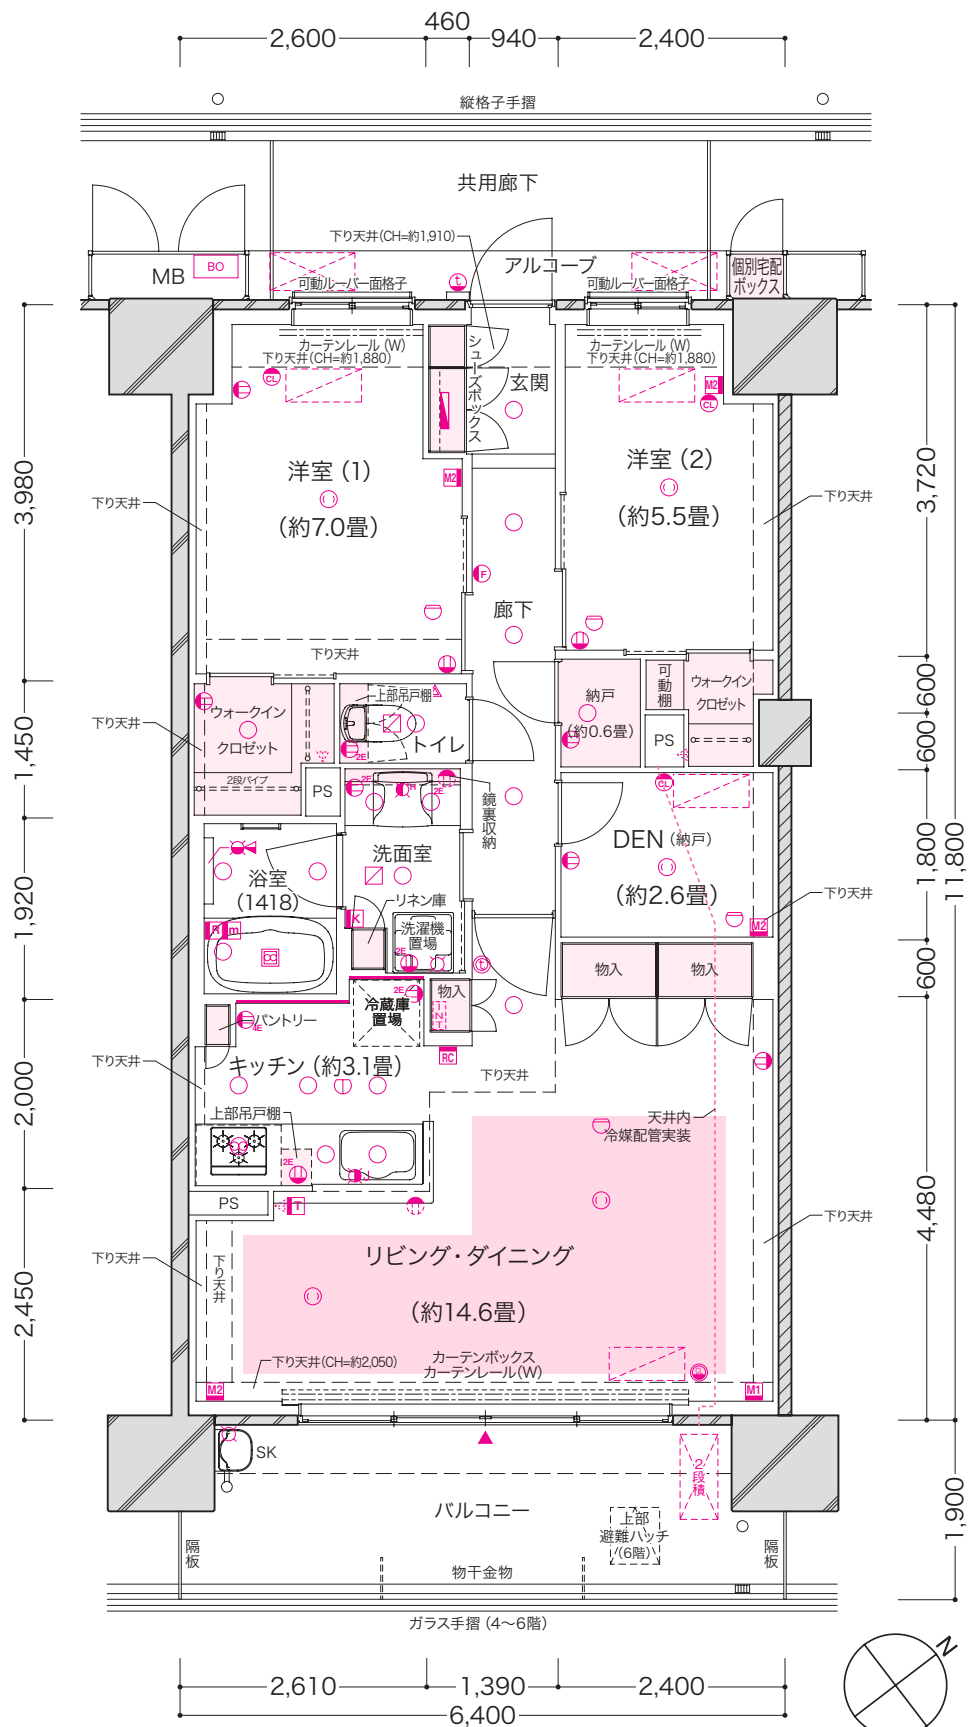 460
2,600
940
2,400
縦格子手摺
共用廊下
下り天井(CH=約1,910)
MB
BO
アルコーブ
個別宅配
ボックス
可動ルーバー面格子
可動ルーバー面格子
t
カーテンレール(W)
下り天井(CH=約1,880)
カーテンレール(W)
下り天井(CH=約1,880)
CL
シューズボックス
玄関
M2
CL
3,980
3,720
洋室(1)
(約7.0畳)
M2
洋室(2)
(約5.5畳)
下り天井
下り天井
F
廊下
下り天井
600
可動棚
納戸
(約0.6畳)
ウォークイン
クロゼット
ウォークイン
クロゼット
上部吊戸棚
トイレ
2E
下り天井
1,450
600
PS
2段パイプ
PS
2E
H
2E
鏡裏収納
CL
DEN(納戸)
(約2.6畳)
1,800
11,800
洗面室
浴室
(1418)
1,920
リネン庫
K
R
m
洗濯機
置場
2E
t
M2
下り天井
600
物入
物入
物入
INT
2E
冷蔵庫
置場
パントリー
4E
RC
キッチン(約3.1畳)
下り天井
下り天井
2,000
上部吊戸棚
2E
天井内
冷媒配管実装
PS
T
4,480
下り天井
下り天井
下り天井
2,450
リビング・ダイニング
(約14.6畳)
下り天井(CH=約2,050)
カーテンボックス
カーテンレール(W)
M2
M1
SK
2段積
バルコニー
上部
避難ハッチ
(6階)
1,900
隔板
隔板
物干金物
ガラス手摺(4〜6階)
N
2,610
1,390
2,400
6,400